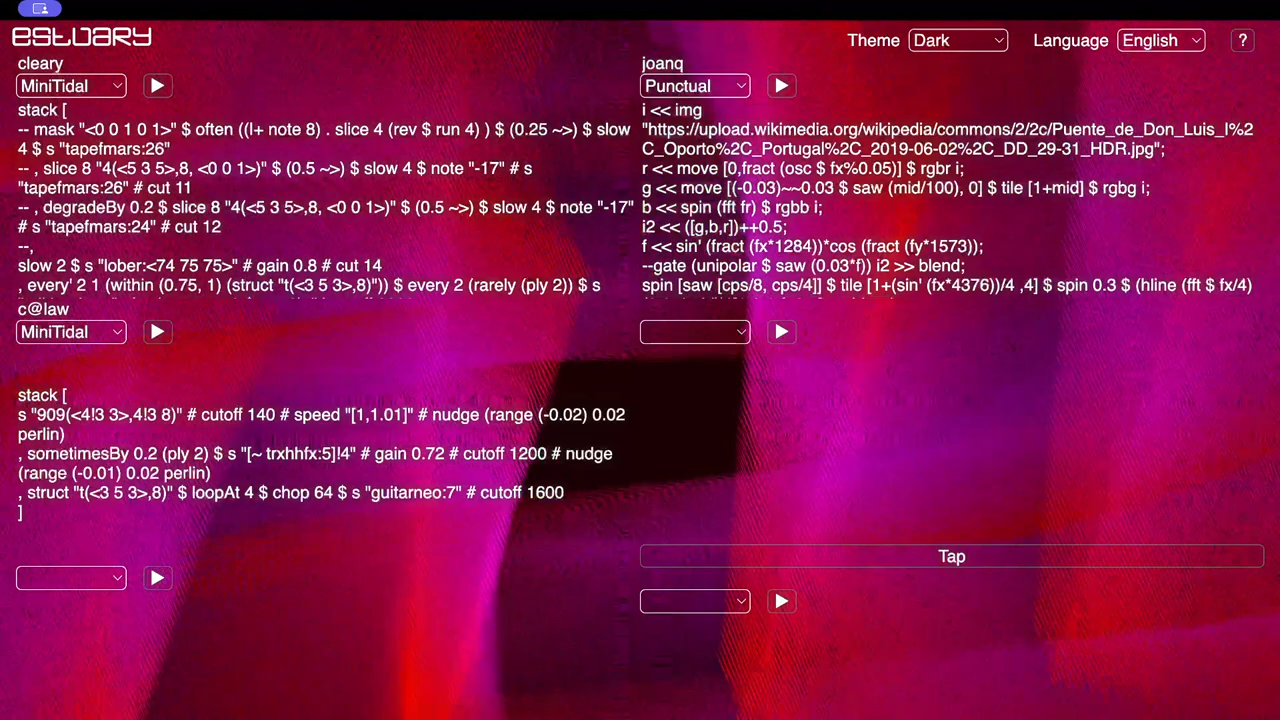 estuary
Theme Dark Language English ?
cleary
MiniTidal
stack [
-- mask "<0 0 1 0 1>" $ often ((|+ note 8) . slice 4 (rev $ run 4) ) $ (0.25 ~>) $ slow
4 $ s "tapefmars:26"
-- , slice 8 "4(<5 3 5>,8, <0 0 1>)" $ (0.5 ~>) $ slow 4 $ note "-17" # s
"tapefmars:26" # cut 11
-- , degradeBy 0.2 $ slice 8 "4(<5 3 5>,8, <0 0 1>)" $ (0.5 ~>) $ slow 4 $ note "-17"
# s "tapefmars:24" # cut 12
--,
slow 2 $ s "lober:<74 75 75>" # gain 0.8 # cut 14
, every' 2 1 (within (0.75, 1) (struct "t(<3 5 3>,8)")) $ every 2 (rarely (ply 2)) $ s
c@law
MiniTidal
stack [
s "909(<4!3 3>,4!3 8)" # cutoff 140 # speed "[1,1.01]" # nudge (range (-0.02) 0.02
perlin)
, sometimesBy 0.2 (ply 2) $ s "[~ trxhhfx:5]!4" # gain 0.72 # cutoff 1200 # nudge
(range (-0.01) 0.02 perlin)
, struct "t(<3 5 3>,8)" $ loopAt 4 $ chop 64 $ s "guitarneo:7" # cutoff 1600
]
joanq
Punctual
i << img
"https://upload.wikimedia.org/wikipedia/commons/2/2c/Puente_de_Don_Luis_I%2
C_Oporto%2C_Portugal%2C_2019-06-02%2C_DD_29-31_HDR.jpg";
r << move [0,fract (osc $ fx%0.05)] $ rgbr i;
g << move [(-0.03)~~0.03 $ saw (mid/100), 0] $ tile [1+mid] $ rgbg i;
b << spin (fft fr) $ rgbb i;
i2 << ([g,b,r])++0.5;
f << sin' (fract (fx*1284))*cos (fract (fy*1573));
--gate (unipolar $ saw (0.03*f)) i2 >> blend;
spin [saw [cps/8, cps/4]] $ tile [1+(sin' (fx*4376))/4 ,4] $ spin 0.3 $ (hline (fft $ fx/4)
Tap